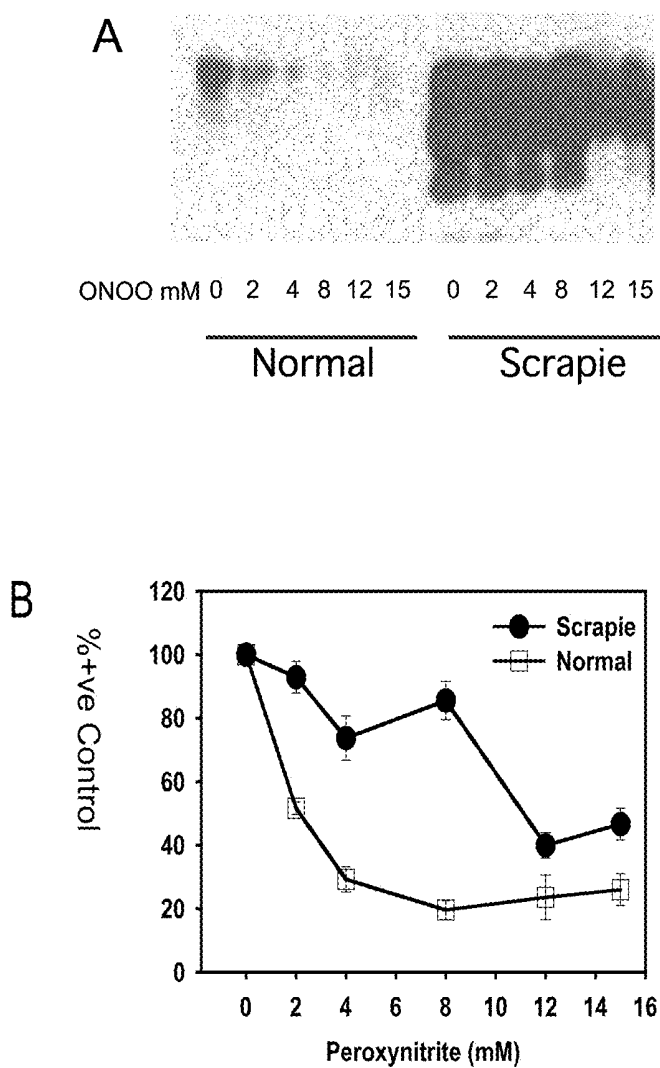 A
ONOO mM 0 2 4 8 12 15 0 2 4 8 12 15
Normal Scrapie
B
%+ve Control
120
100
80
60
40
20
0
Scrapie
Normal
0 2 4 6 8 10 12 14 16
Peroxynitrite (mM)